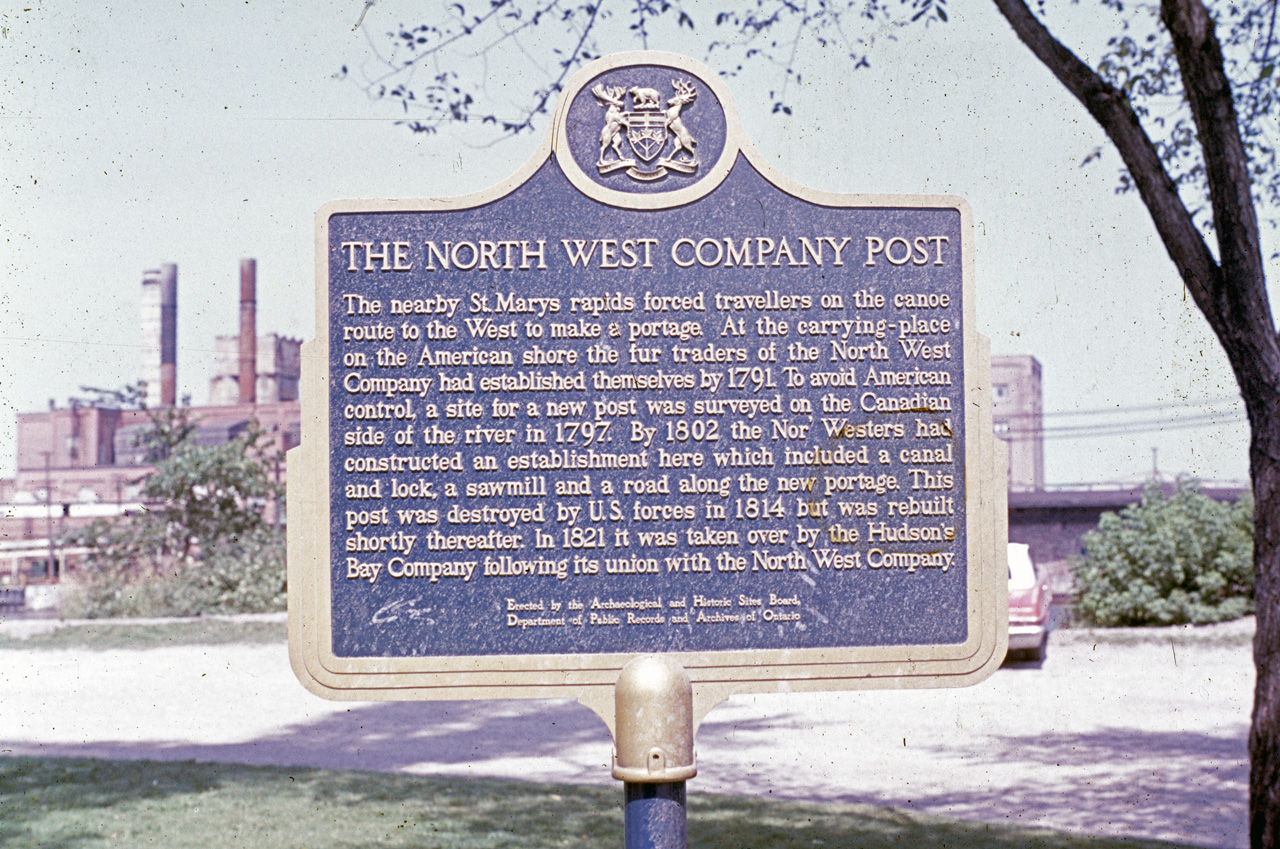 THE NORTH WEST COMPANY POST
The nearby St. Marys rapids forced travellers on the canoe
route to the West to make a portage. At the carrying-place
on the American shore the fur traders of the North West
Company had established themselves by 1791. To avoid American
control, a site for a new post was surveyed on the Canadian
side of the river in 1797. By 1802 the Nor' Westers had
constructed an establishment here which included a canal
and lock, a sawmill and a road along the new portage. This
post was destroyed by U.S. forces in 1814 but was rebuilt
shortly thereafter. In 1821 it was taken over by the Hudson's
Bay Company following its union with the North West Company.
Erected by the Archaeological and Historic Sites Board,
Department of Public Records and Archives of Ontario